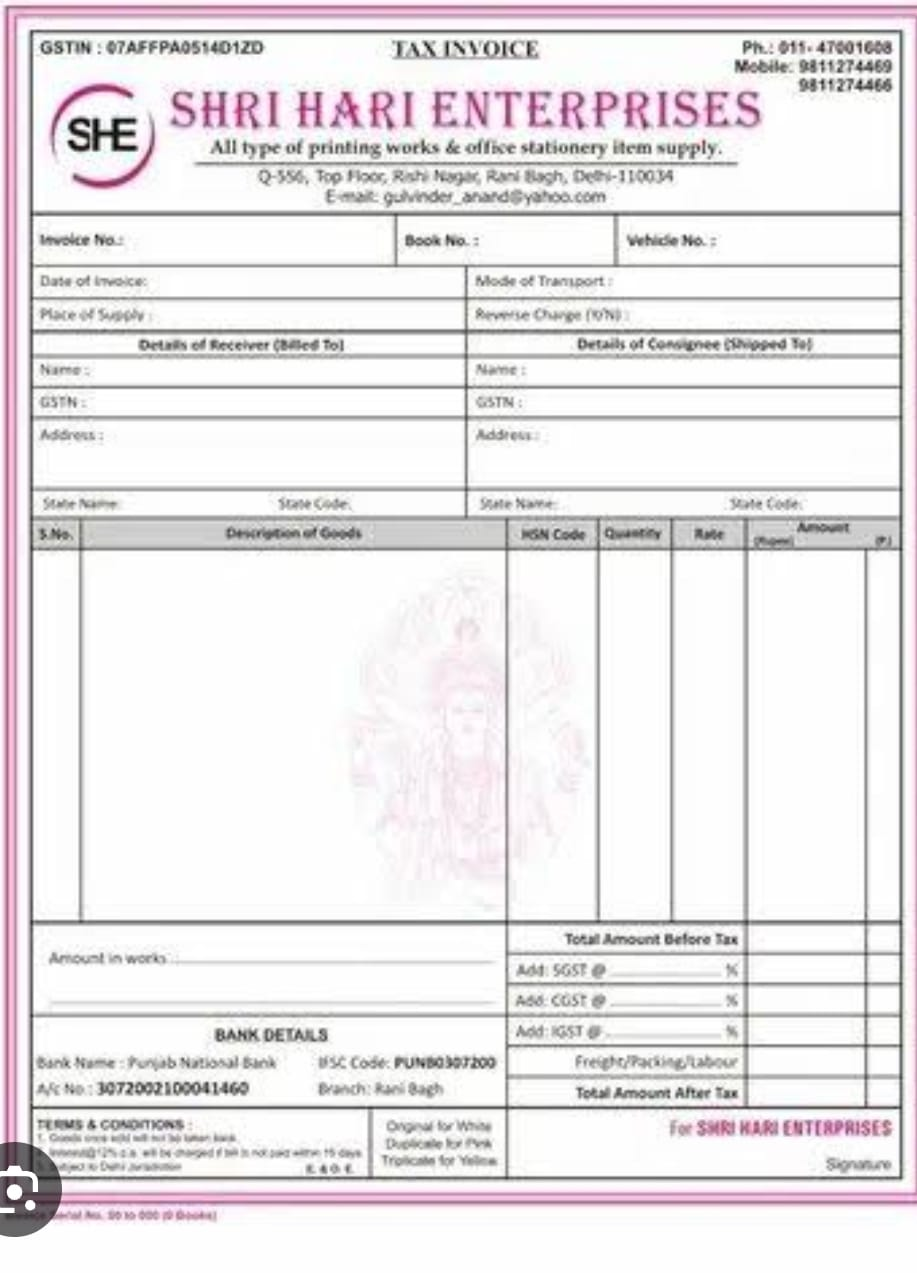 GSTIN : 07AFFPA0514D1ZD TAX INVOICE Ph.: 011- 47001608
Mobile: 9811274469
9811274466
SHE SHRI HARI ENTERPRISES
All type of printing works & office stationery item supply.
Q-556, Top Floor, Rishi Nagar, Rani Bagh, Delhi-110034
E-mail: gulvinder_anand@yahoo.com
Invoice No.: Book No. : Vehicle No. :
Date of Invoice: Mode of Transport :
Place of Supply : Reverse Charge (Y/N) :
Details of Receiver (Billed To) Details of Consignee (Shipped To)
Name : Name :
GSTN : GSTN :
Address : Address :
State Name: State Code: State Name: State Code:
S.No. Description of Goods HSN Code Quantity Rate Amount
(P.)
Total Amount Before Tax
Amount in works
Add: SGST @ %
Add: CGST @ %
Add: IGST @ %
BANK DETAILS
Bank Name : Punjab National Bank IFSC Code: PUNB0307200
Freight/Packing/Labour
A/c No.: 3072002100041460 Branch: Rani Bagh
Total Amount After Tax
TERMS & CONDITIONS :
1. Goods once sold will not be taken back
Interest@12% p.a. will be charged if bill is not paid within 15 days
Subject to Delhi Jurisdiction
E. & O. E.
Original for White
Duplicate for Pink
Triplicate for Yellow
For SHRI HARI ENTERPRISES
Signature
Serial No. to 000 Books)